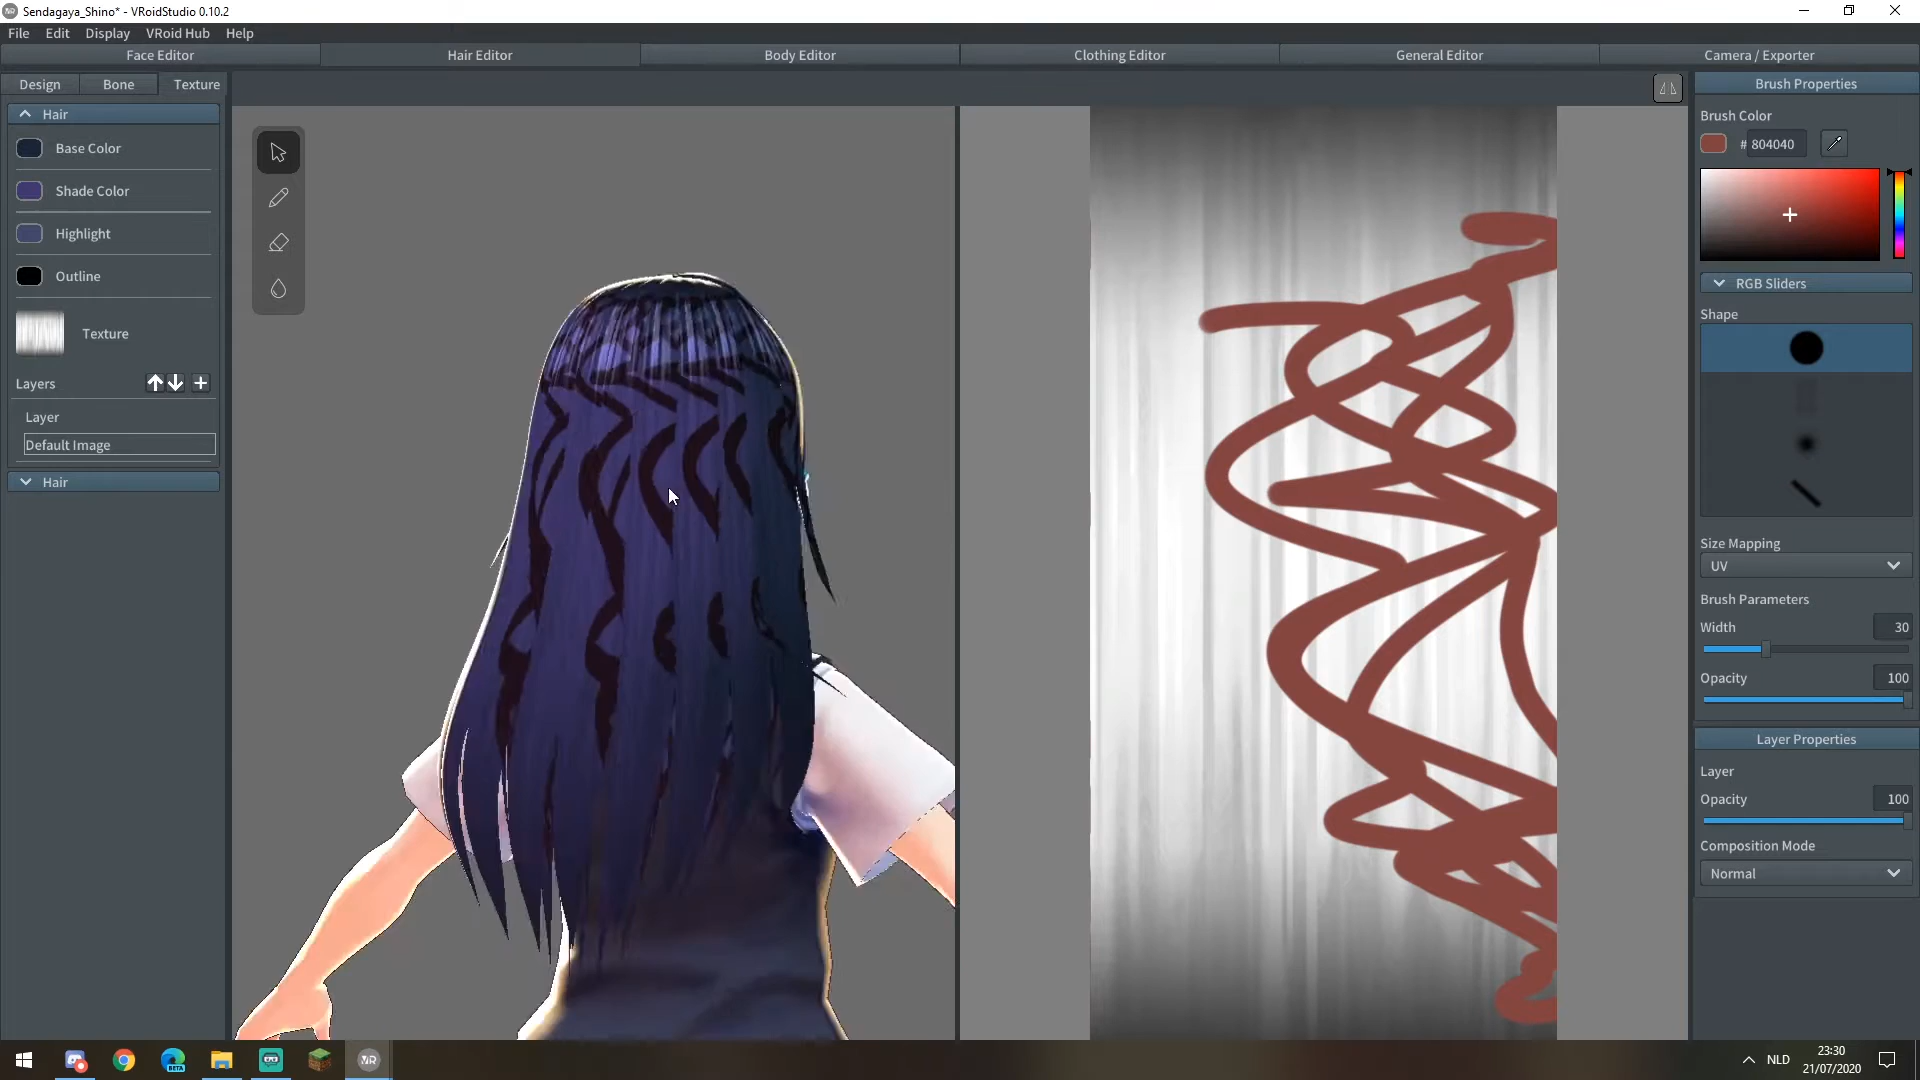 Sendagaya_Shino* - VRoidStudio 0.10.2
File Edit Display VRoid Hub Help
Face Editor Hair Editor Body Editor Clothing Editor General Editor Camera / Exporter
Design Bone Texture
Hair
Base Color
Shade Color
Highlight
Outline
Texture
Layers
Layer
Default Image
Hair
Brush Properties
Brush Color
# 804040
RGB Sliders
Shape
Size Mapping
UV
Brush Parameters
Width 30
Opacity 100
Layer Properties
Layer
Opacity 100
Composition Mode
Normal
BETA
VR
NLD
23:30
21/07/2020